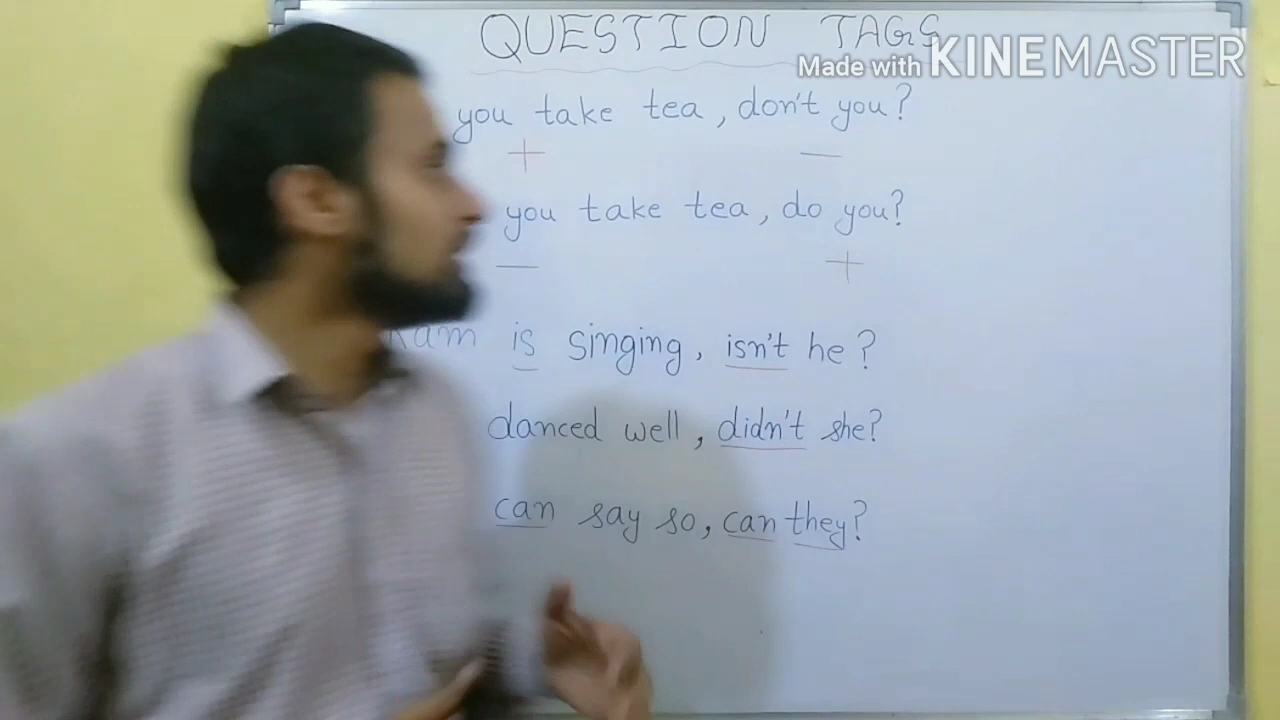 QUESTION TAGS
Made with KINEMASTER
you take tea, don't you?
+ —
you take tea, do you?
— +
Ram is singing, isn't he?
danced well, didn't she?
can say so, can they?